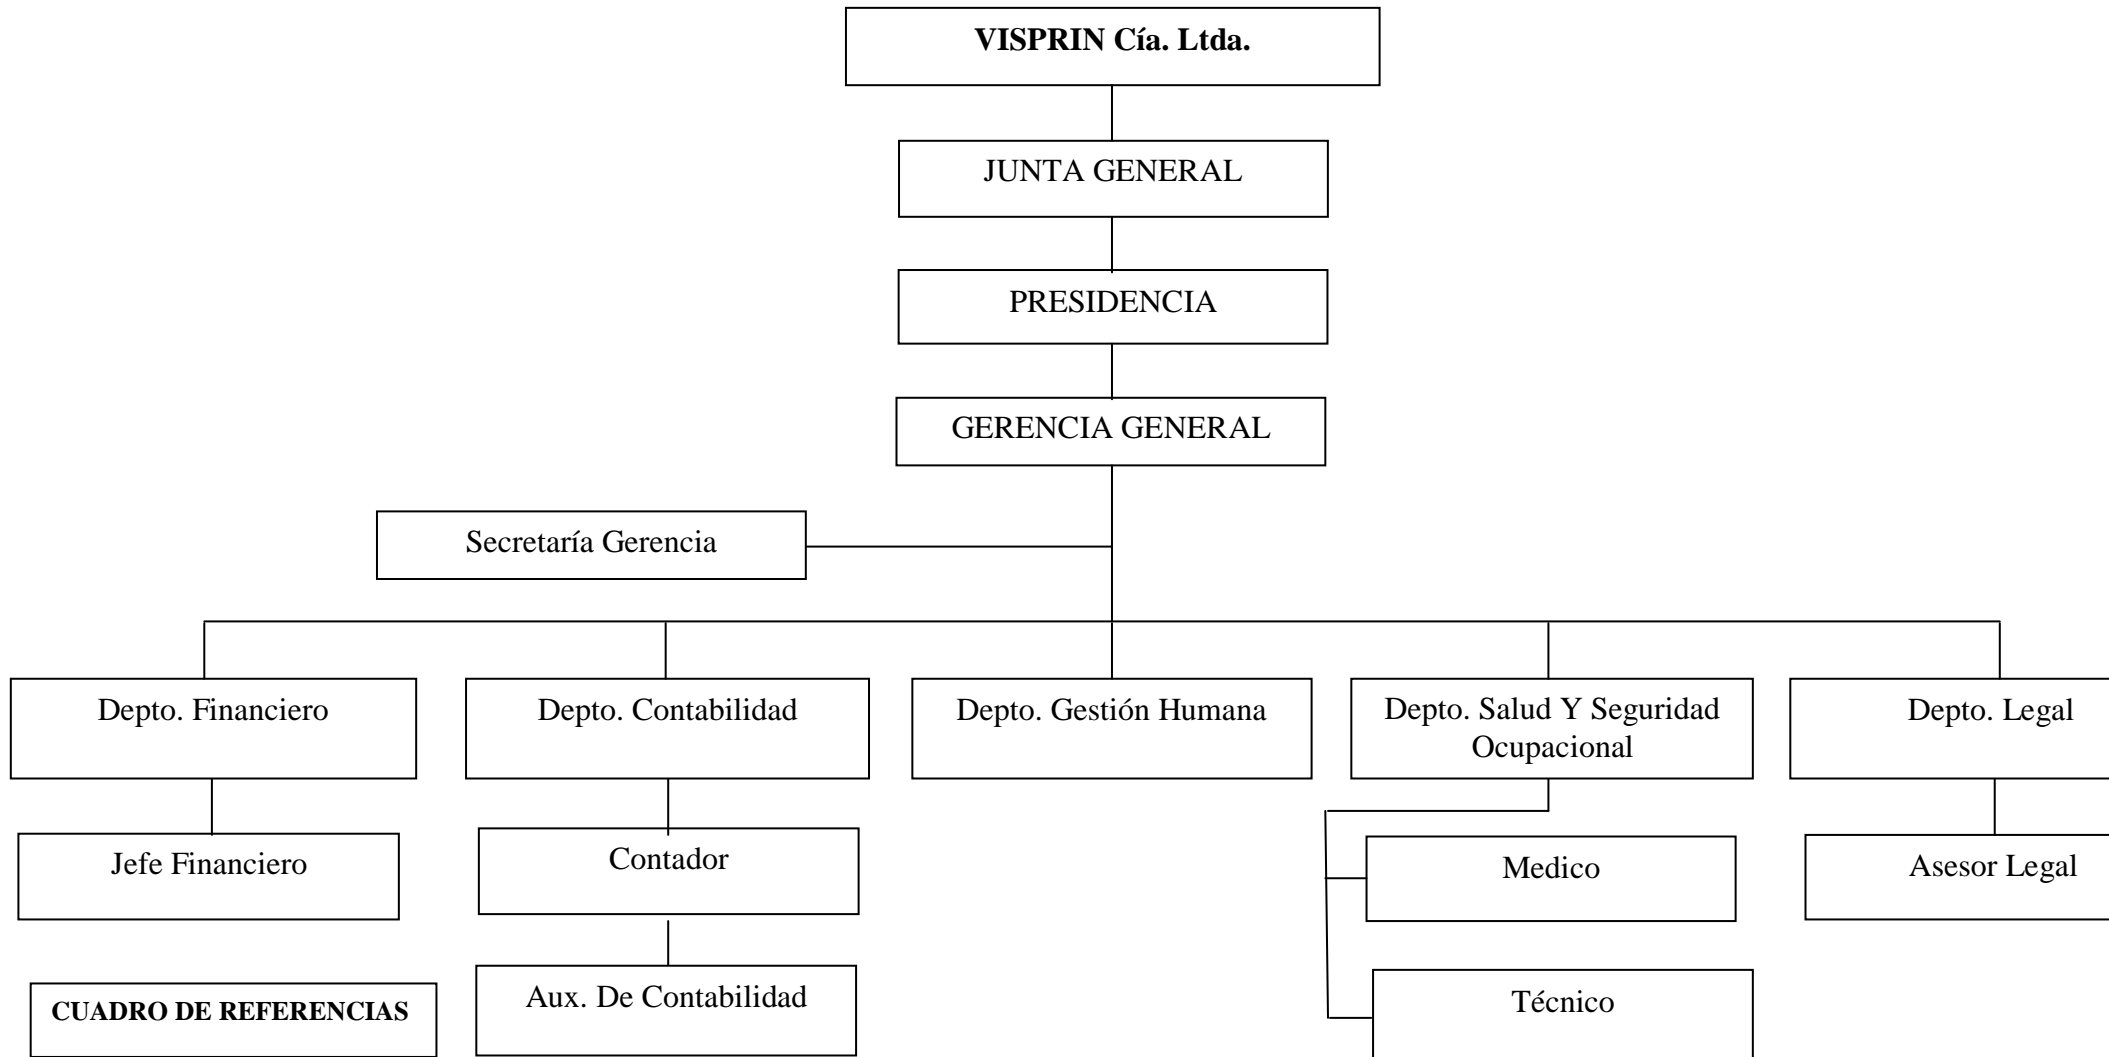 VISPRIN Cía. Ltda.
JUNTA GENERAL
PRESIDENCIA
GERENCIA GENERAL
Secretaría Gerencia
Depto. Financiero
Depto. Contabilidad
Depto. Gestión Humana
Depto. Salud Y Seguridad
Ocupacional
Depto. Legal
Jefe Financiero
Contador
Medico
Asesor Legal
Aux. De Contabilidad
Técnico
CUADRO DE REFERENCIAS